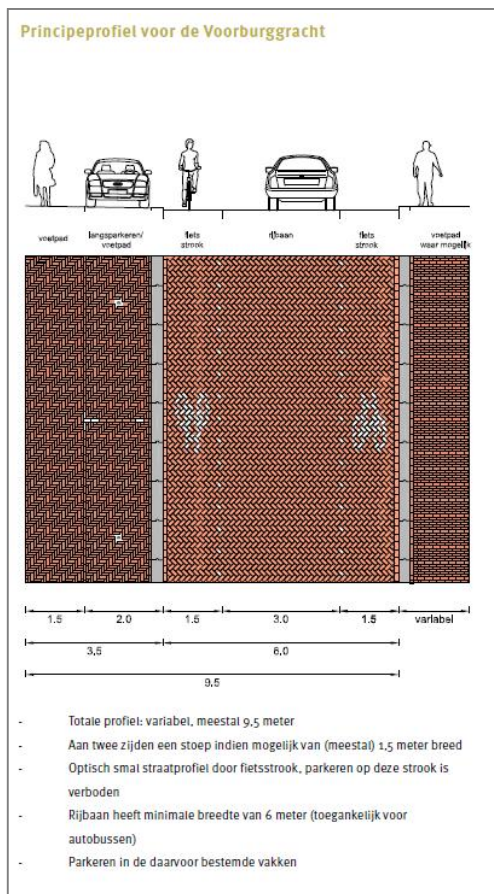 Principeprofiel voor de Voorburggracht
voetpad
langsparkeren/
voetpad
fiets
strook
rijbaan
fiets
strook
voetpad
waar mogelijk
1.5
2.0
1.5
3.0
1.5
variabel
3,5
6,0
9,5
- Totale profiel: variabel, meestal 9,5 meter
- Aan twee zijden een stoep indien mogelijk van (meestal) 1,5 meter breed
- Optisch smal straatprofiel door fietsstrook, parkeren op deze strook is
verboden
- Rijbaan heeft minimale breedte van 6 meter (toegankelijk voor
autobussen)
- Parkeren in de daarvoor bestemde vakken